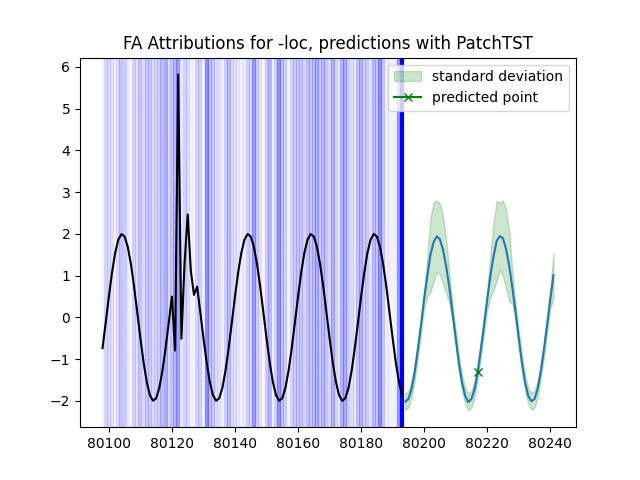 FA Attributions for -loc, predictions with PatchTST
standard deviation
predicted point
6
5
4
3
2
1
0
−1
−2
80100 80120 80140 80160 80180 80200 80220 80240